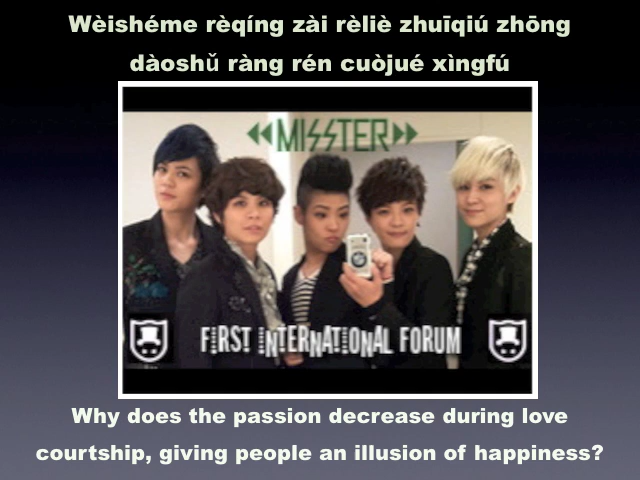 Wèishéme rèqíng zài rèliè zhuīqiú zhōng
dàoshǔ ràng rén cuòjué xìngfú
MISSTER
FIRST INTERNATIONAL FORUM
Why does the passion decrease during love
courtship, giving people an illusion of happiness?